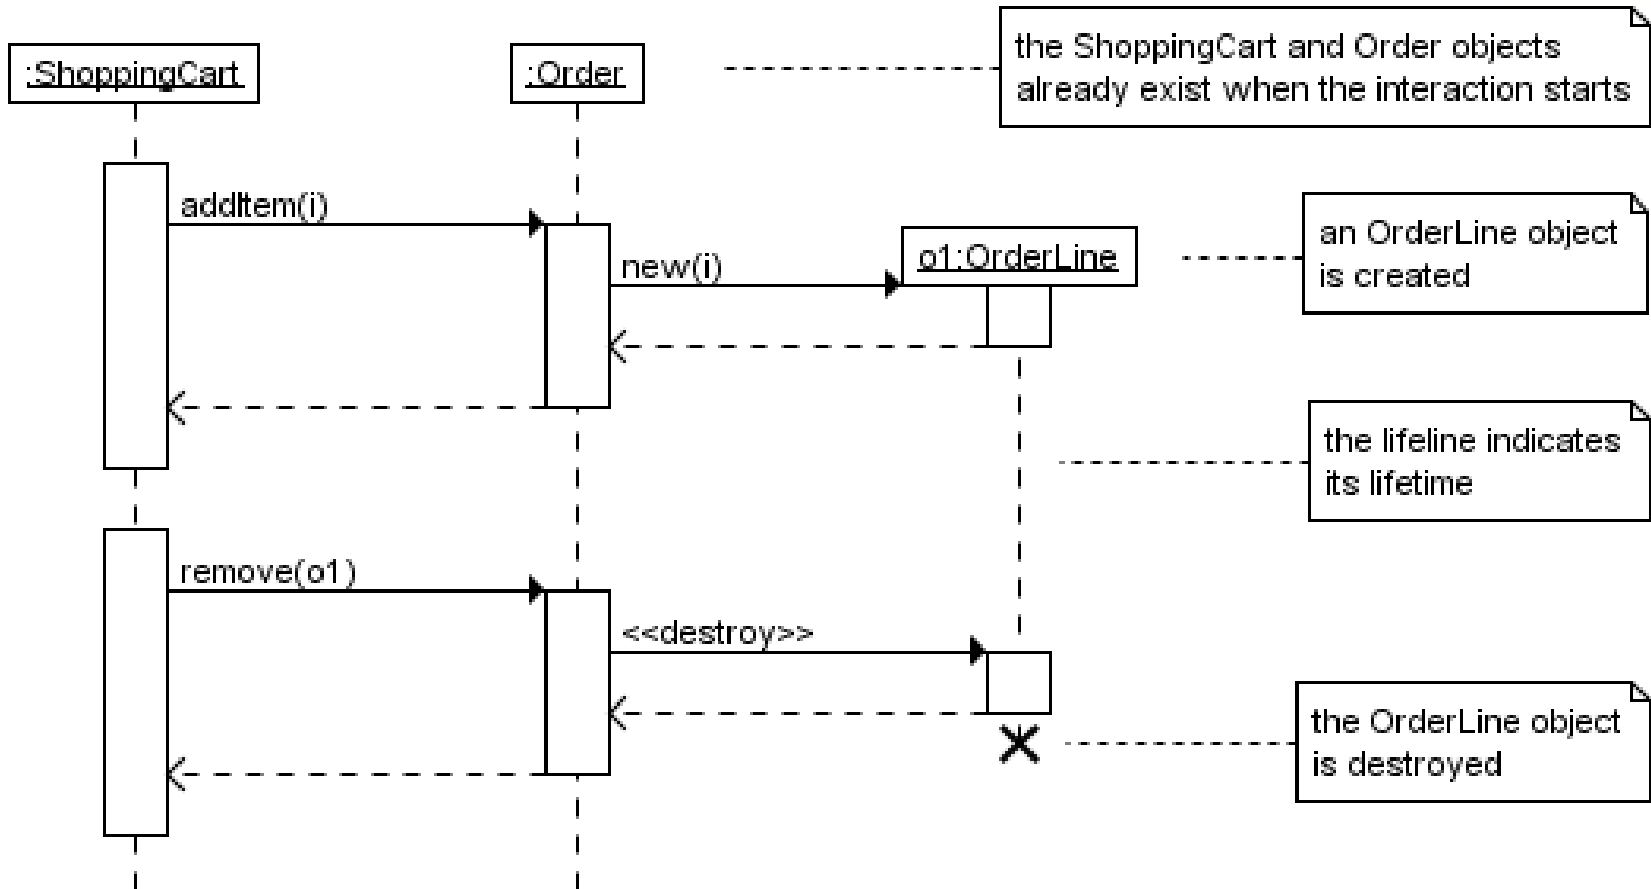 :ShoppingCart
:Order
the ShoppingCart and Order objects
already exist when the interaction starts
addItem(i)
new(i)
o1:OrderLine
an OrderLine object
is created
the lifeline indicates
its lifetime
remove(o1)
<<destroy>>
the OrderLine object
is destroyed